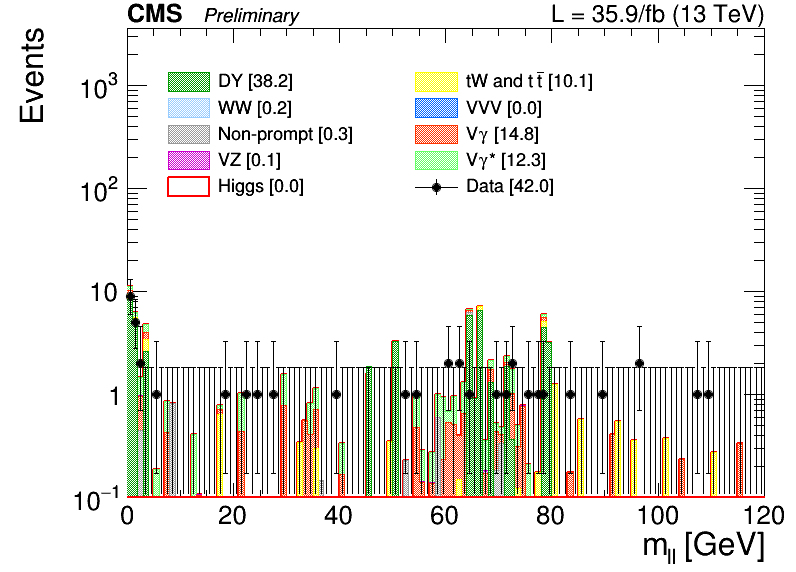 CMS Preliminary L = 35.9/fb (13 TeV)
Events
DY [38.2]
WW [0.2]
Non-prompt [0.3]
VZ [0.1]
Higgs [0.0]
tW and t t̅ [10.1]
VVV [0.0]
Vγ [14.8]
Vγ* [12.3]
Data [42.0]
10³
10²
10
1
10⁻¹
0 20 40 60 80 100 120
m_ll [GeV]